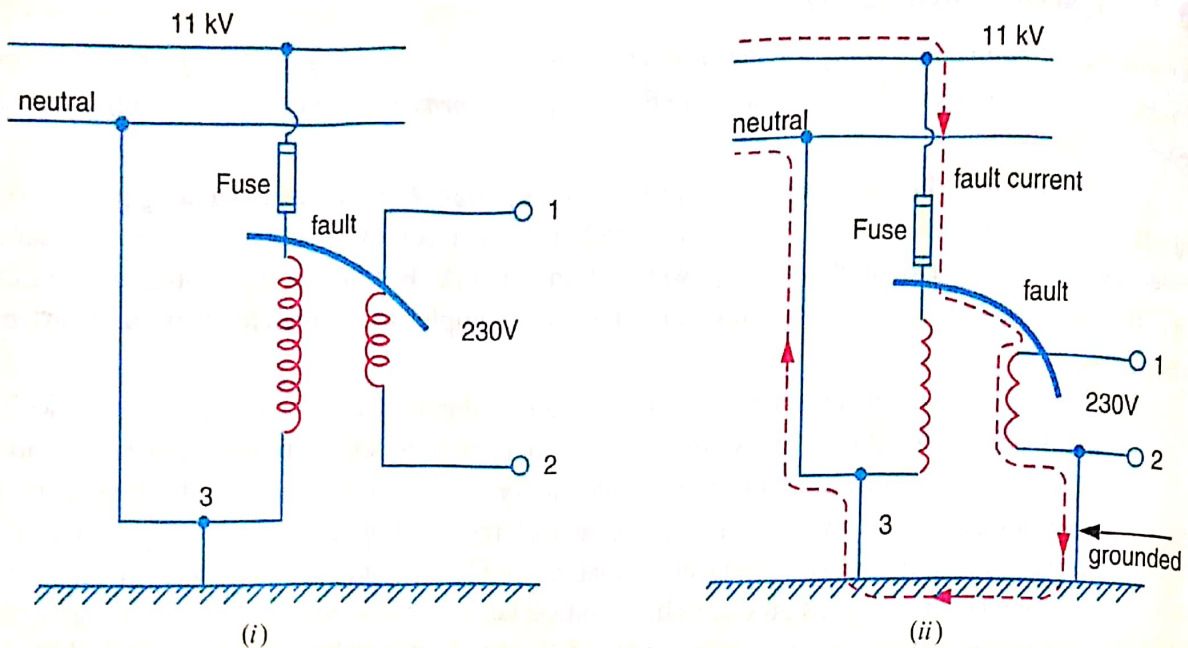 11 kV
neutral
Fuse
fault
1
230V
2
3
(i)
11 kV
neutral
fault current
Fuse
fault
1
230V
2
3
grounded
(ii)